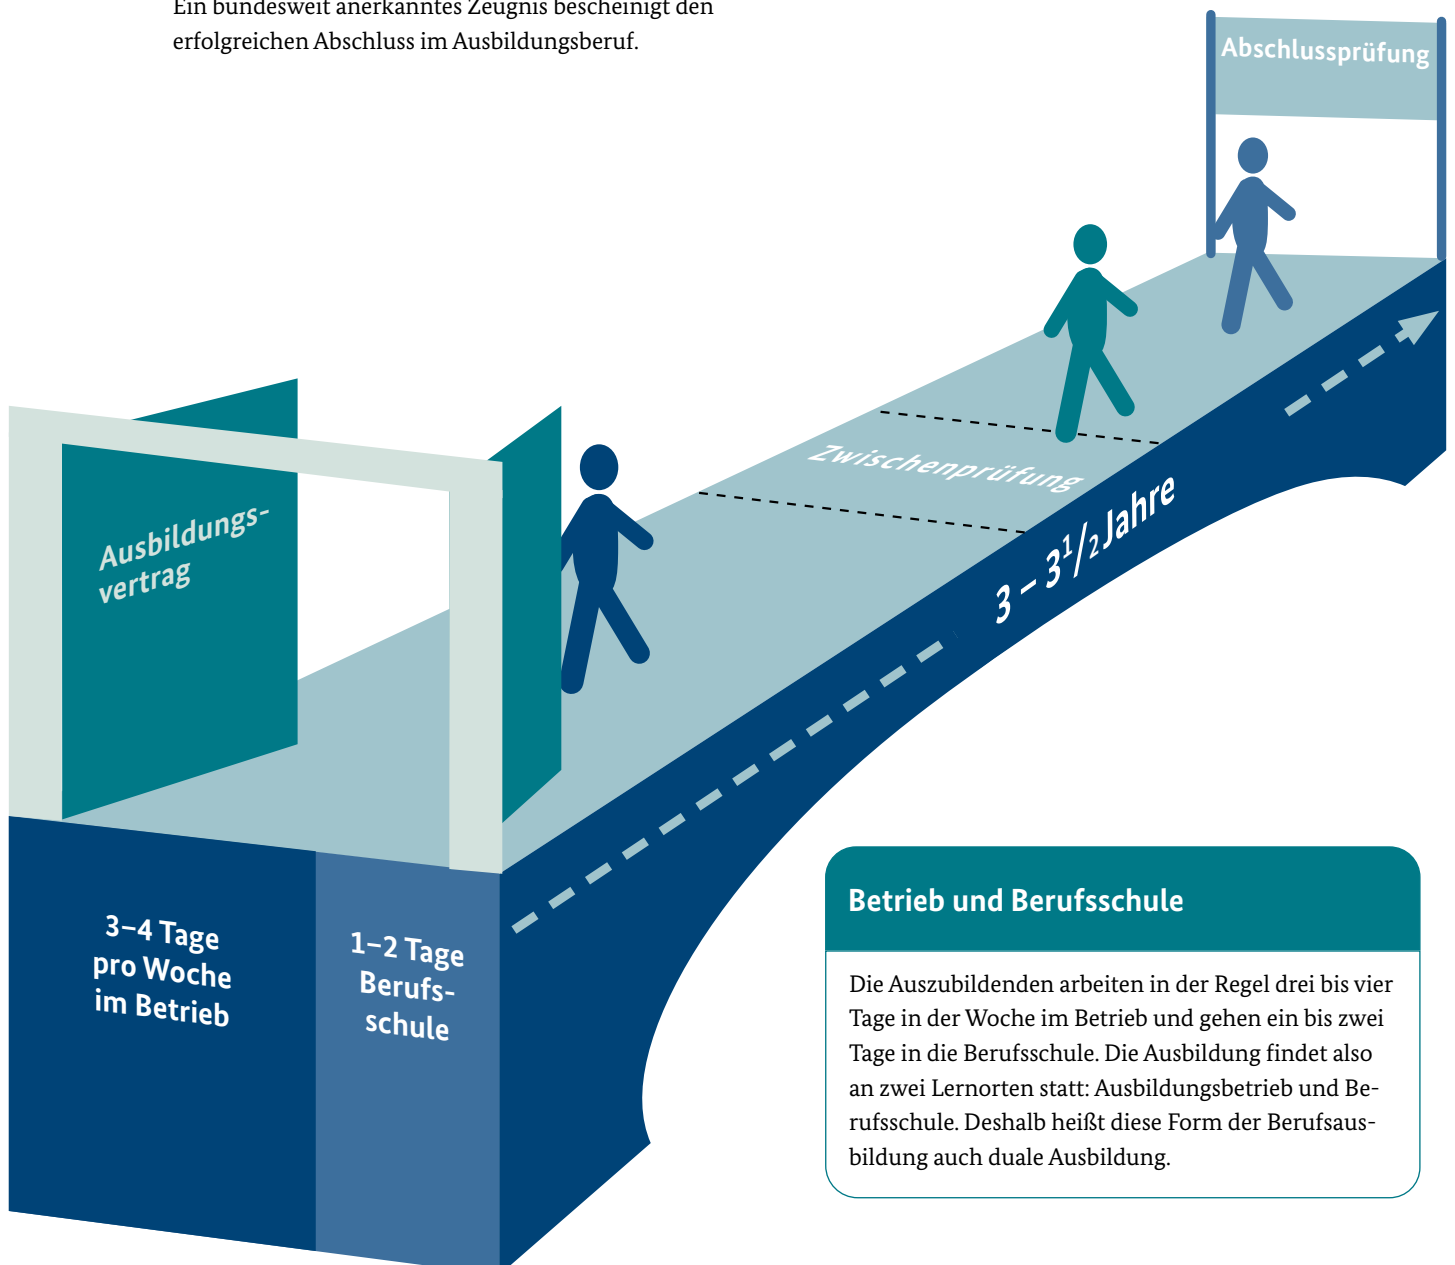 Ein bundesweit anerkanntes Zeugnis bescheinigt den
erfolgreichen Abschluss im Ausbildungsberuf.
Abschlussprüfung
Zwischenprüfung
Ausbildungs-
vertrag
3 – 3 1/2 Jahre
3–4 Tage
pro Woche
im Betrieb
1–2 Tage
Berufs-
schule
Betrieb und Berufsschule
Die Auszubildenden arbeiten in der Regel drei bis vier
Tage in der Woche im Betrieb und gehen ein bis zwei
Tage in die Berufsschule. Die Ausbildung findet also
an zwei Lernorten statt: Ausbildungsbetrieb und Be-
rufsschule. Deshalb heißt diese Form der Berufsaus-
bildung auch duale Ausbildung.